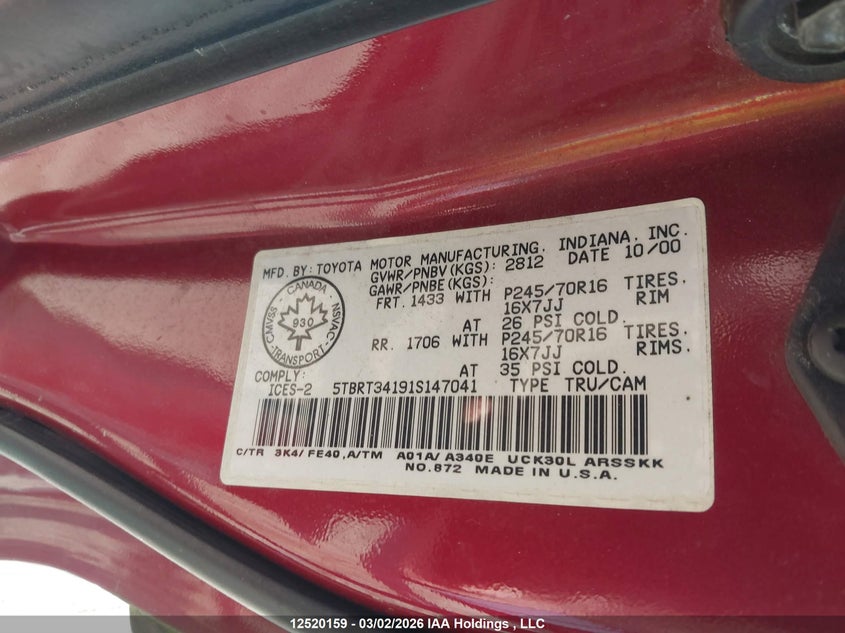 MFD. BY: TOYOTA MOTOR MANUFACTURING, INDIANA, INC.
GVWR/PNBV(KGS): 2812 DATE 10/00
GAWR/PNBE(KGS):
FRT. 1433 WITH P245/70R16 TIRES.
16X7JJ RIM
AT 26 PSI COLD.
RR. 1706 WITH P245/70R16 TIRES.
16X7JJ RIMS.
AT 35 PSI COLD.
CANADA
CMVSS 930 NSVAC
TRANSPORT
COMPLY:
ICES-2 5TBRT34191S147041 TYPE TRU/CAM
C/TR 3K4/FE40,A/TM A01A/A340E UCK30L ARSSKK
NO.872 MADE IN U.S.A.
12520159 - 03/02/2026 IAA Holdings , LLC